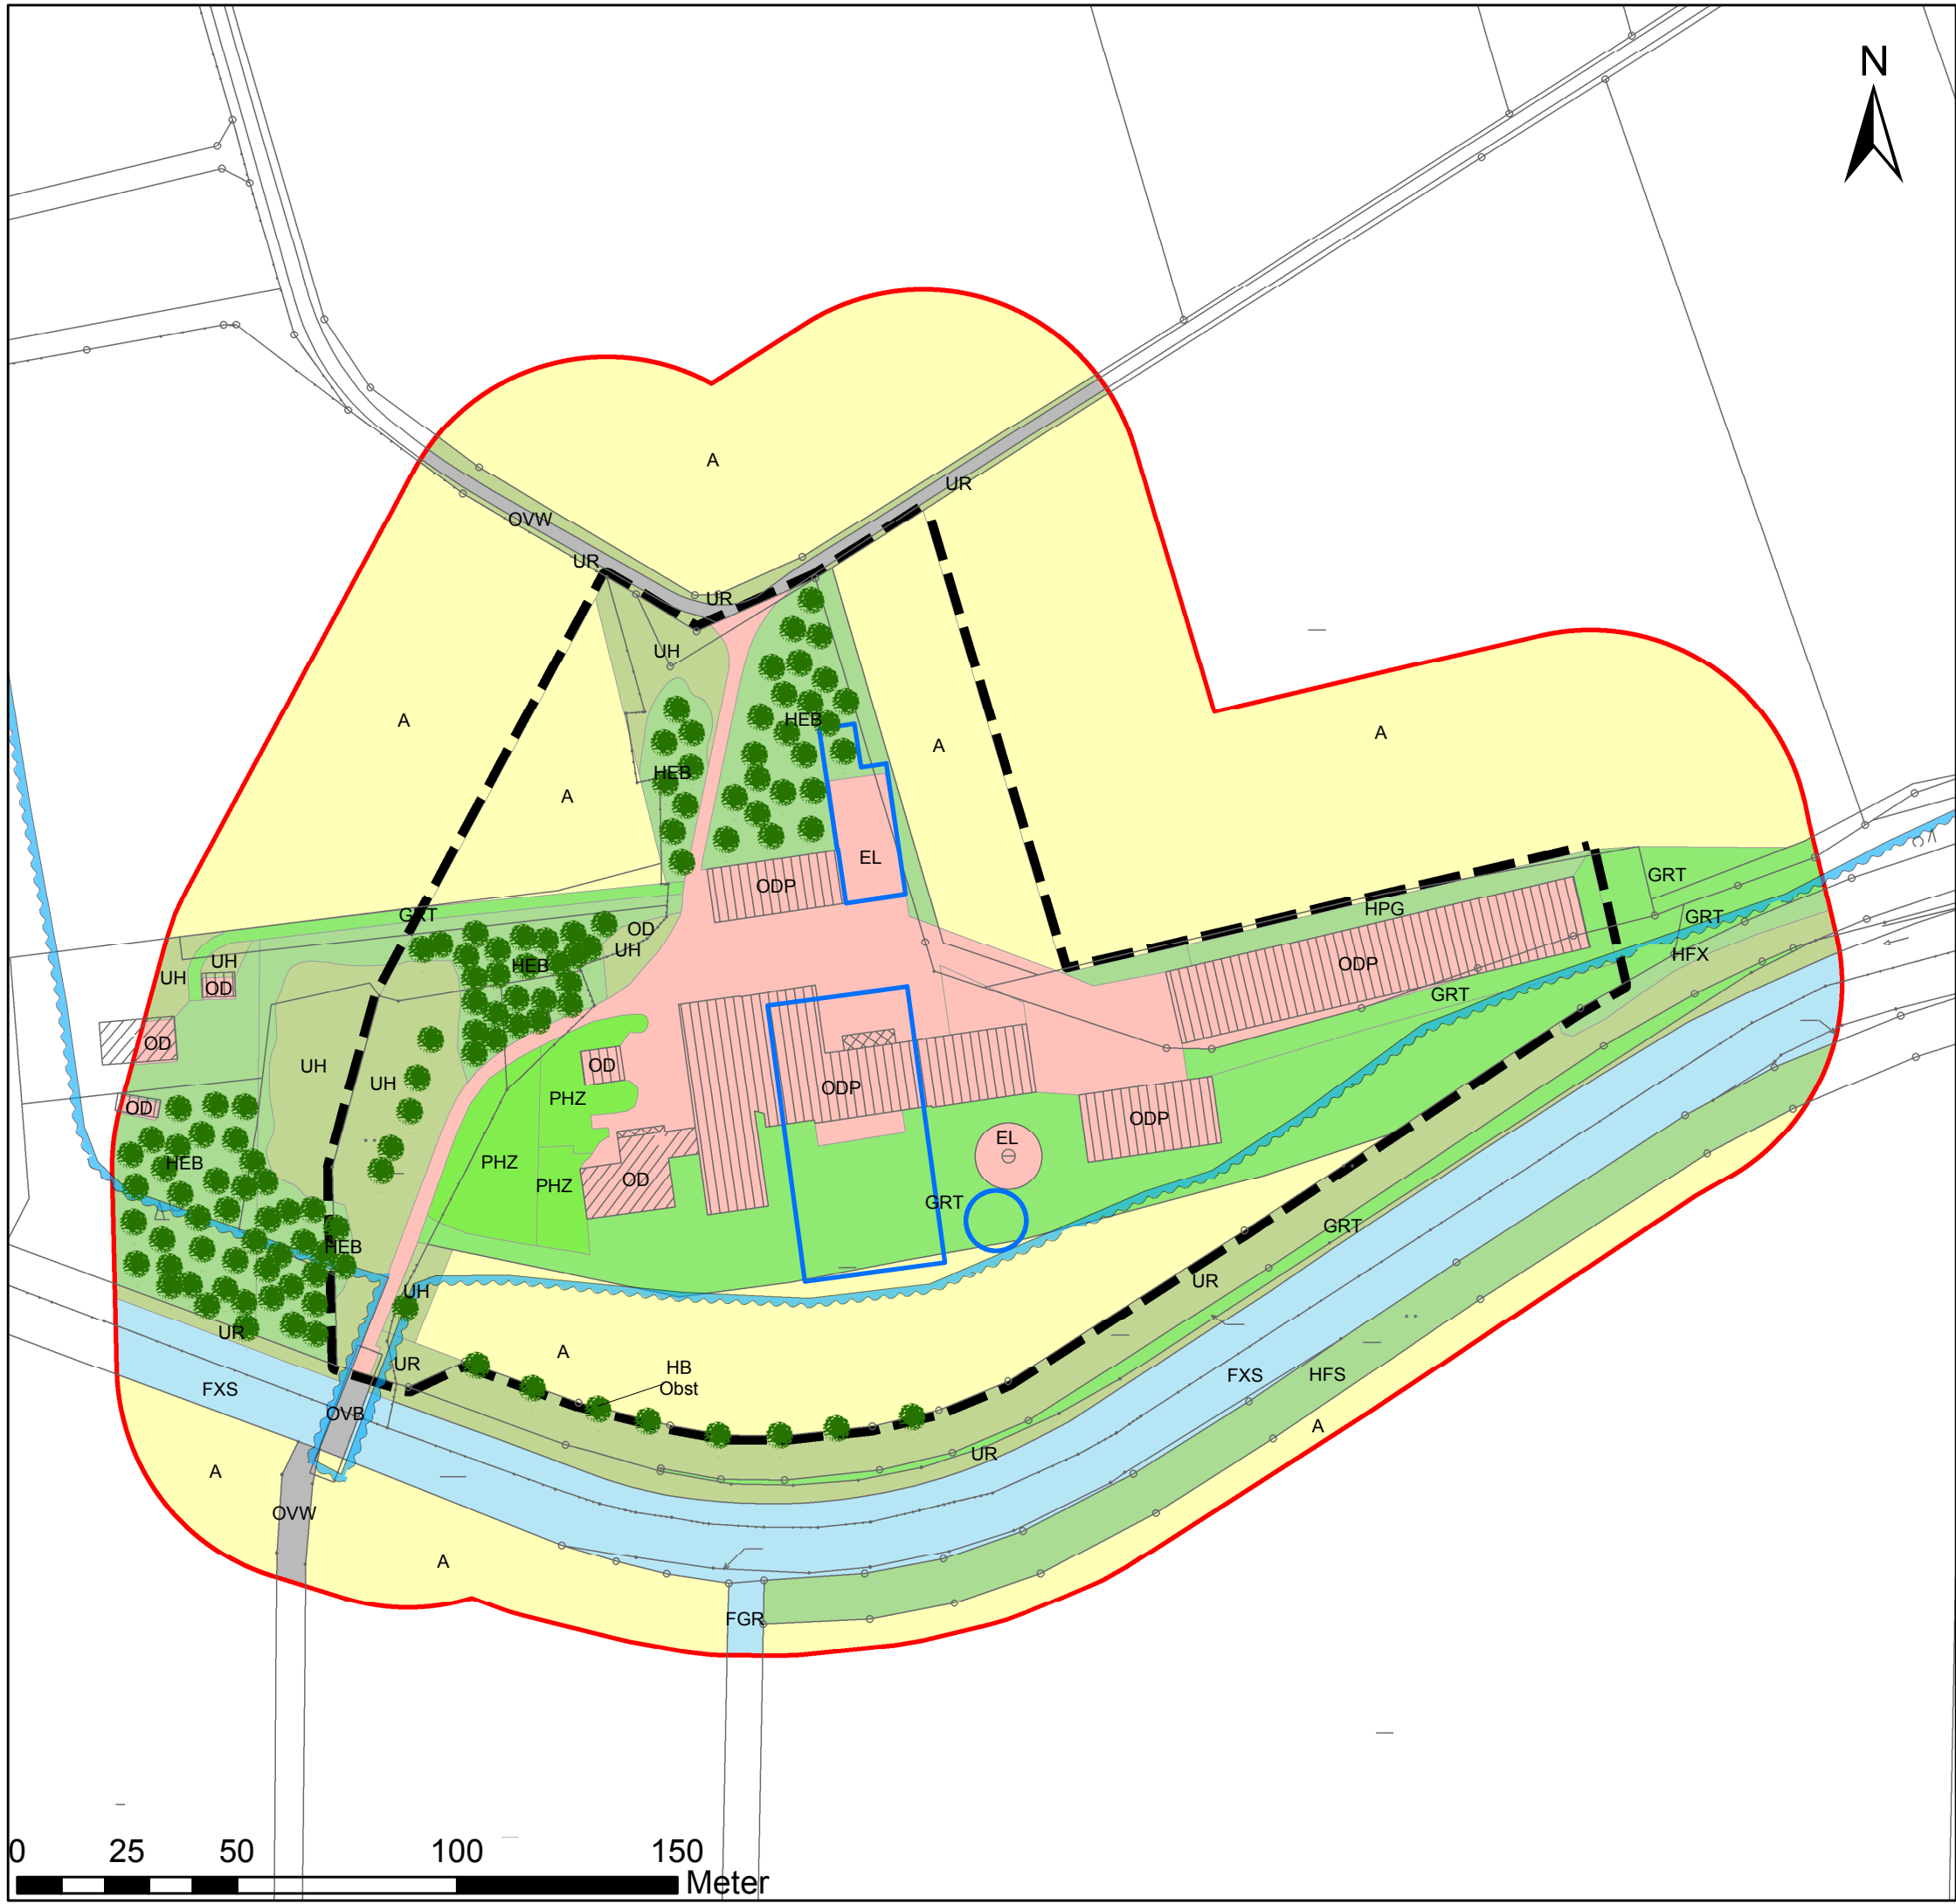 N
A
UR
OVW
UR
UR
UH
A
HEB
A
A
HEB
A
EL
ODP
GRT
HPG
GRT
GRT
OD
UH
HEB
HFX
UH
UH
OD
ODP
GRT
OD
UH
OD
UH
ODP
PHZ
OD
ODP
EL
HEB
PHZ
OD
PHZ
GRT
GRT
HEB
UR
UH
UR
UR
A
HB
Obst
FXS
FXS
HFS
OVB
A
UR
A
OVW
A
FGR
0 25 50 100 150
Meter